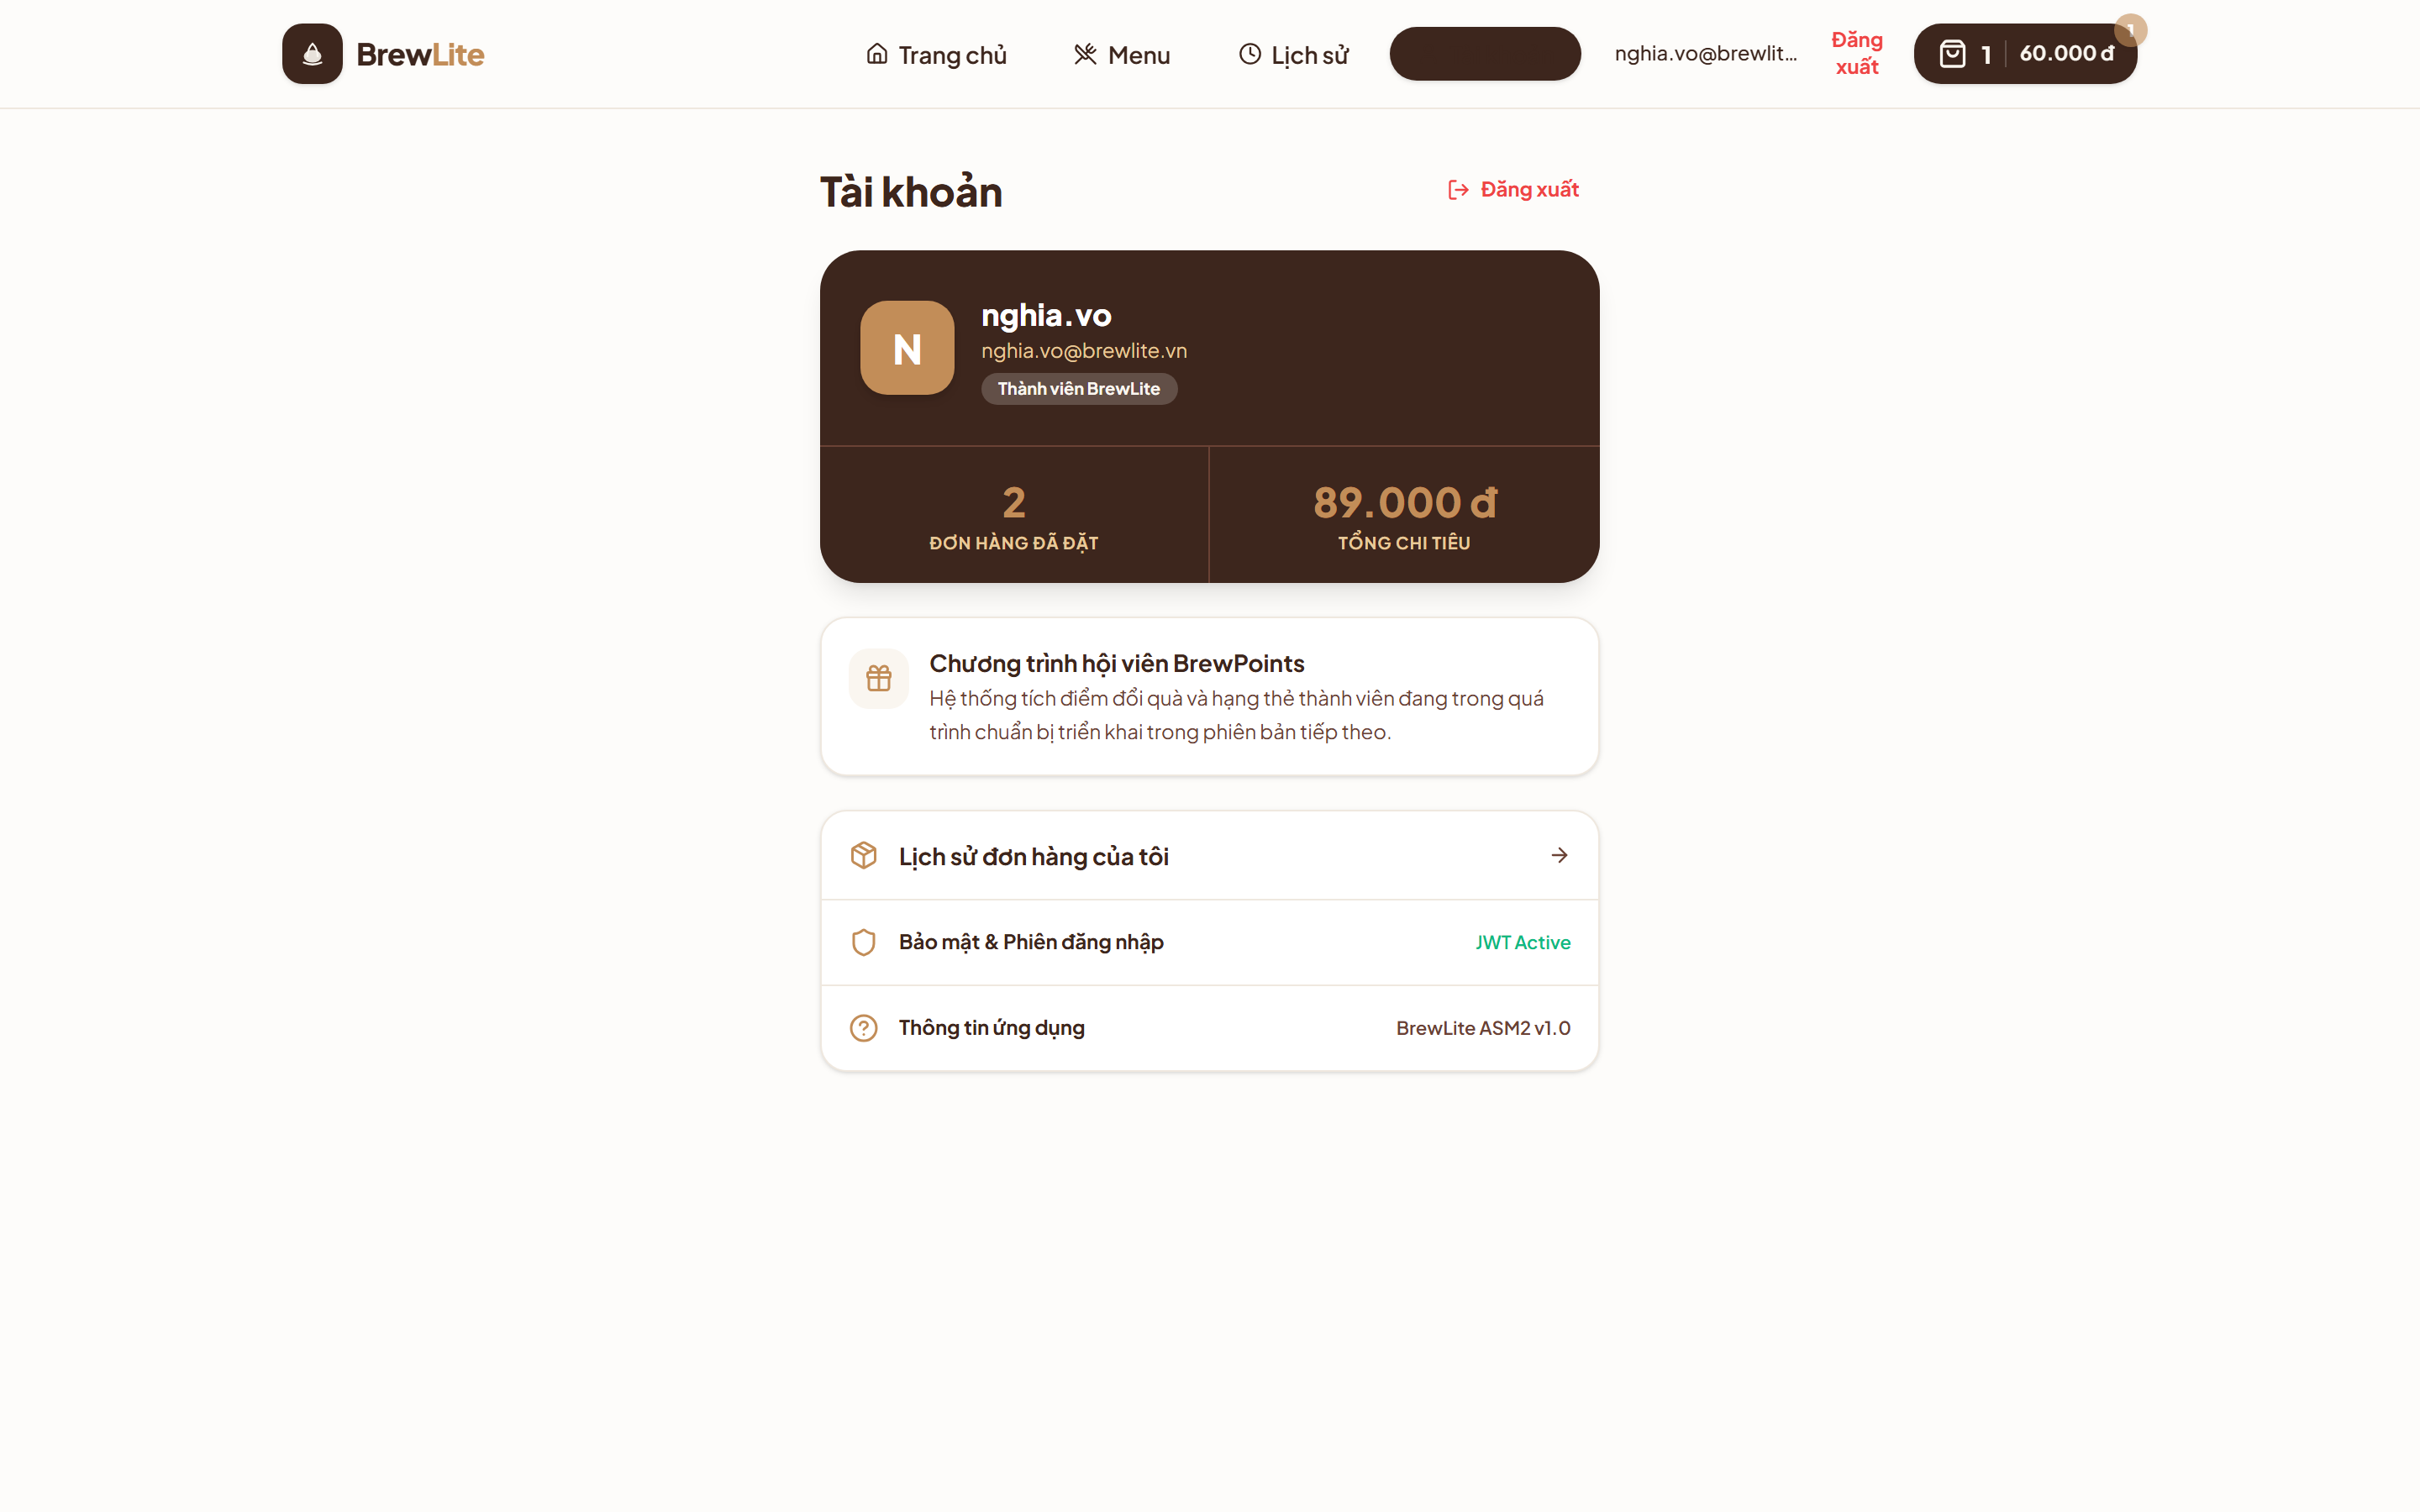 BrewLite
Trang chủ
Menu
Lịch sử
nghia.vo@brewlit...
Đăng
xuất
1
60.000 đ
1
Tài khoản
Đăng xuất
N
nghia.vo
nghia.vo@brewlite.vn
Thành viên BrewLite
2
ĐƠN HÀNG ĐÃ ĐẶT
89.000 đ
TỔNG CHI TIÊU
Chương trình hội viên BrewPoints
Hệ thống tích điểm đổi quà và hạng thẻ thành viên đang trong quá
trình chuẩn bị triển khai trong phiên bản tiếp theo.
Lịch sử đơn hàng của tôi
Bảo mật & Phiên đăng nhập
JWT Active
Thông tin ứng dụng
BrewLite ASM2 v1.0